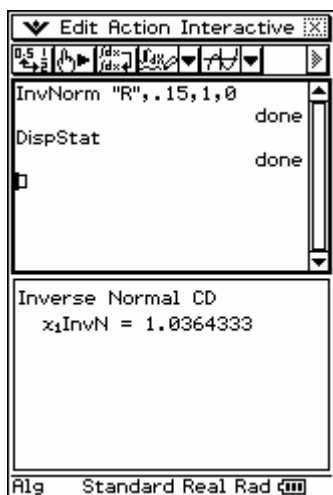 Edit Action Interactive
InvNorm "R",.15,1,0
done
DispStat
done
Inverse Normal CD
x₁InvN = 1.0364333
Alg Standard Real Rad